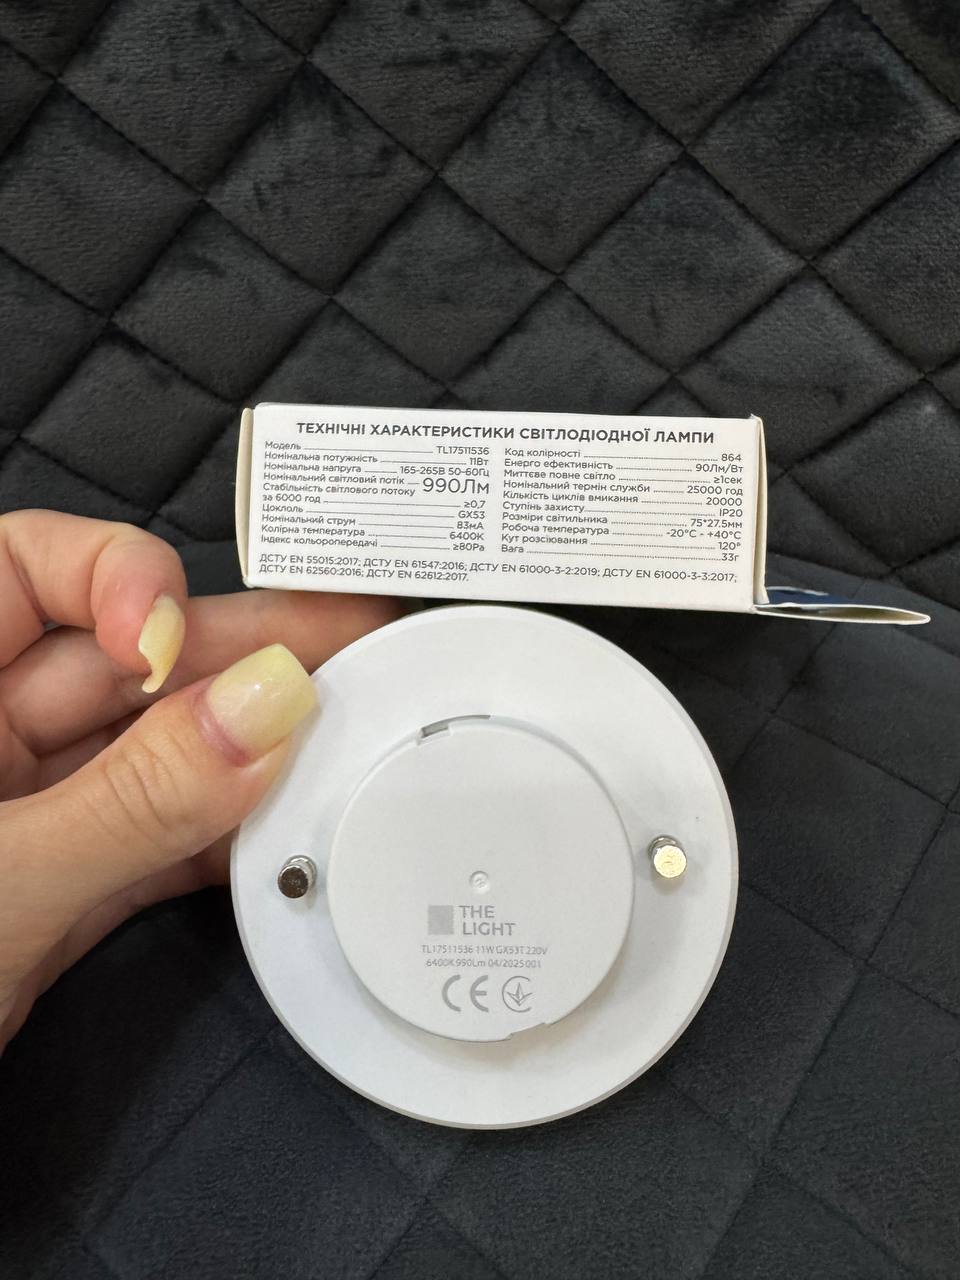 ТЕХНІЧНІ ХАРАКТЕРИСТИКИ СВІТЛОДІОДНОЇ ЛАМПИ
Модель TL17511536
Номінальна потужність 11Вт
Номінальна напруга 165-265В 50-60Гц
Номінальний світловий потік 990Лм
Стабільність світлового потоку
за 6000 год ≥0,7
Цоколь GX53
Номінальний струм 83мА
Колірна температура 6400К
Індекс кольоропередачі ≥80Ра
Код колірності 864
Енерго ефективність 90Лм/Вт
Миттєве повне світло ≥1сек
Номінальний термін служби 25000 год
Кількість циклів вмикання 20000
Ступінь захисту IP20
Розміри світильника 75*27.5мм
Робоча температура -20°C - +40°C
Кут розсіювання 120°
Вага 33г
ДСТУ EN 55015:2017; ДСТУ EN 61547:2016; ДСТУ EN 61000-3-2:2019; ДСТУ EN 61000-3-3:2017;
ДСТУ EN 62560:2016; ДСТУ EN 62612:2017.
THE
LIGHT
TL17511536 11W GX53T 220V
6400K 990Lm 04/2025 001
CE